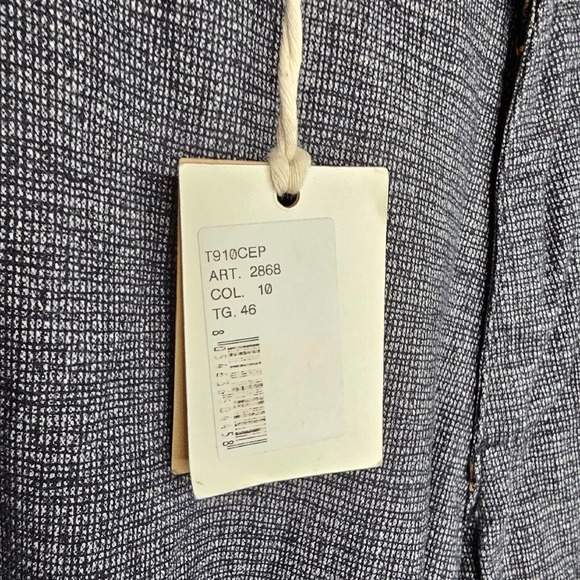 T910CEP
ART. 2868
COL. 10
TG. 46